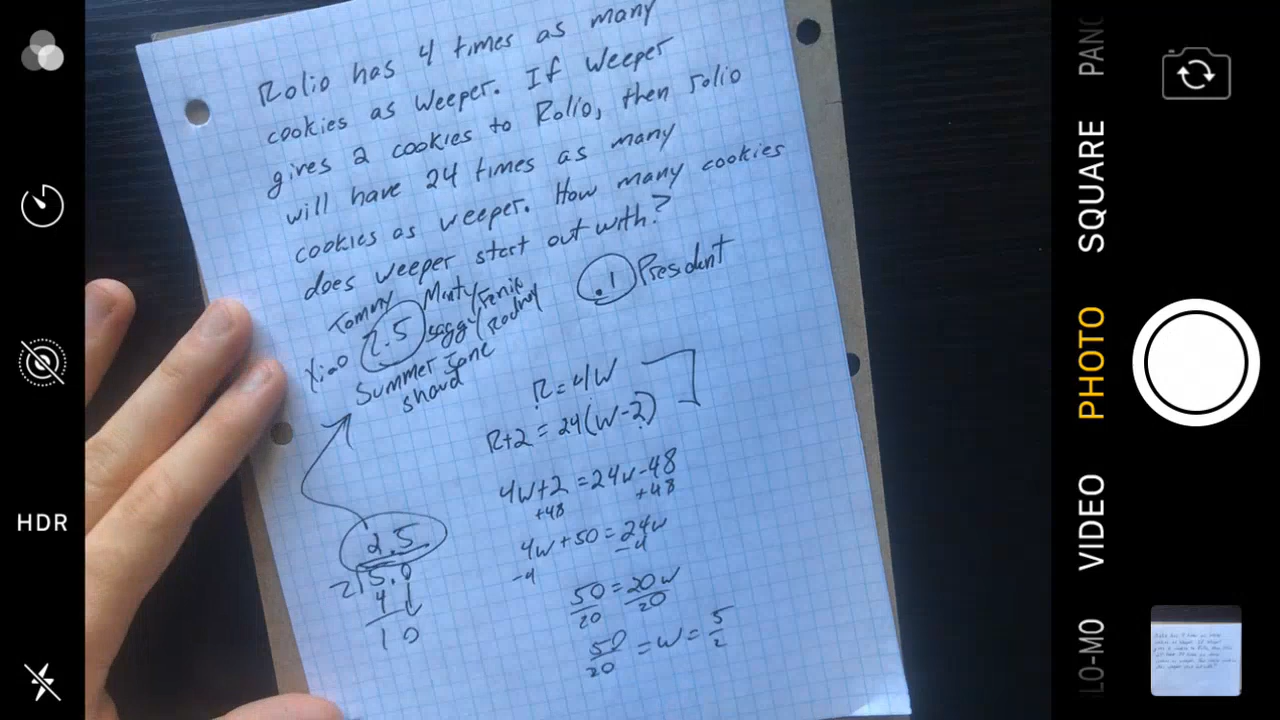 Rolio has 4 times as many
cookies as Weeper. If Weeper
gives 2 cookies to Rolio, then rolio
will have 24 times as many
cookies as weeper. How many cookies
does weeper start out with?
.1 President
Tommy Marty/
2.5 saggy/Rodney
Xiao
Summer Jane
R=4W
R+2=24(W-2)
4W+2=24W-48
+48 +48
4W+50=24W
-4 -4
50=20W
20 20
50 = W = 5
20 2
2.5
2 5.0
4
10
HDR
LO-MO
VIDEO
PHOTO
SQUARE
PANO